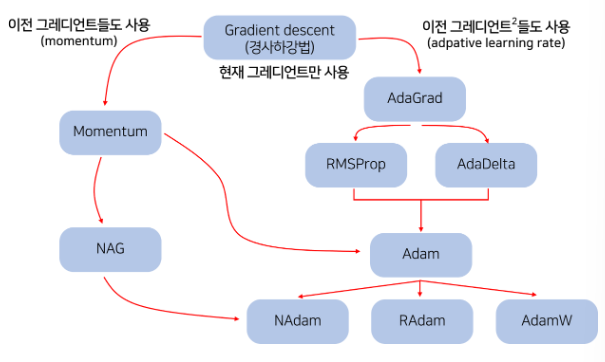 이전 그레디언트들도 사용
(momentum)
Gradient descent
(경사하강법)
현재 그레디언트만 사용
이전 그레디언트²들도 사용
(adpative learning rate)
AdaGrad
Momentum
RMSProp
AdaDelta
NAG
Adam
NAdam
RAdam
AdamW